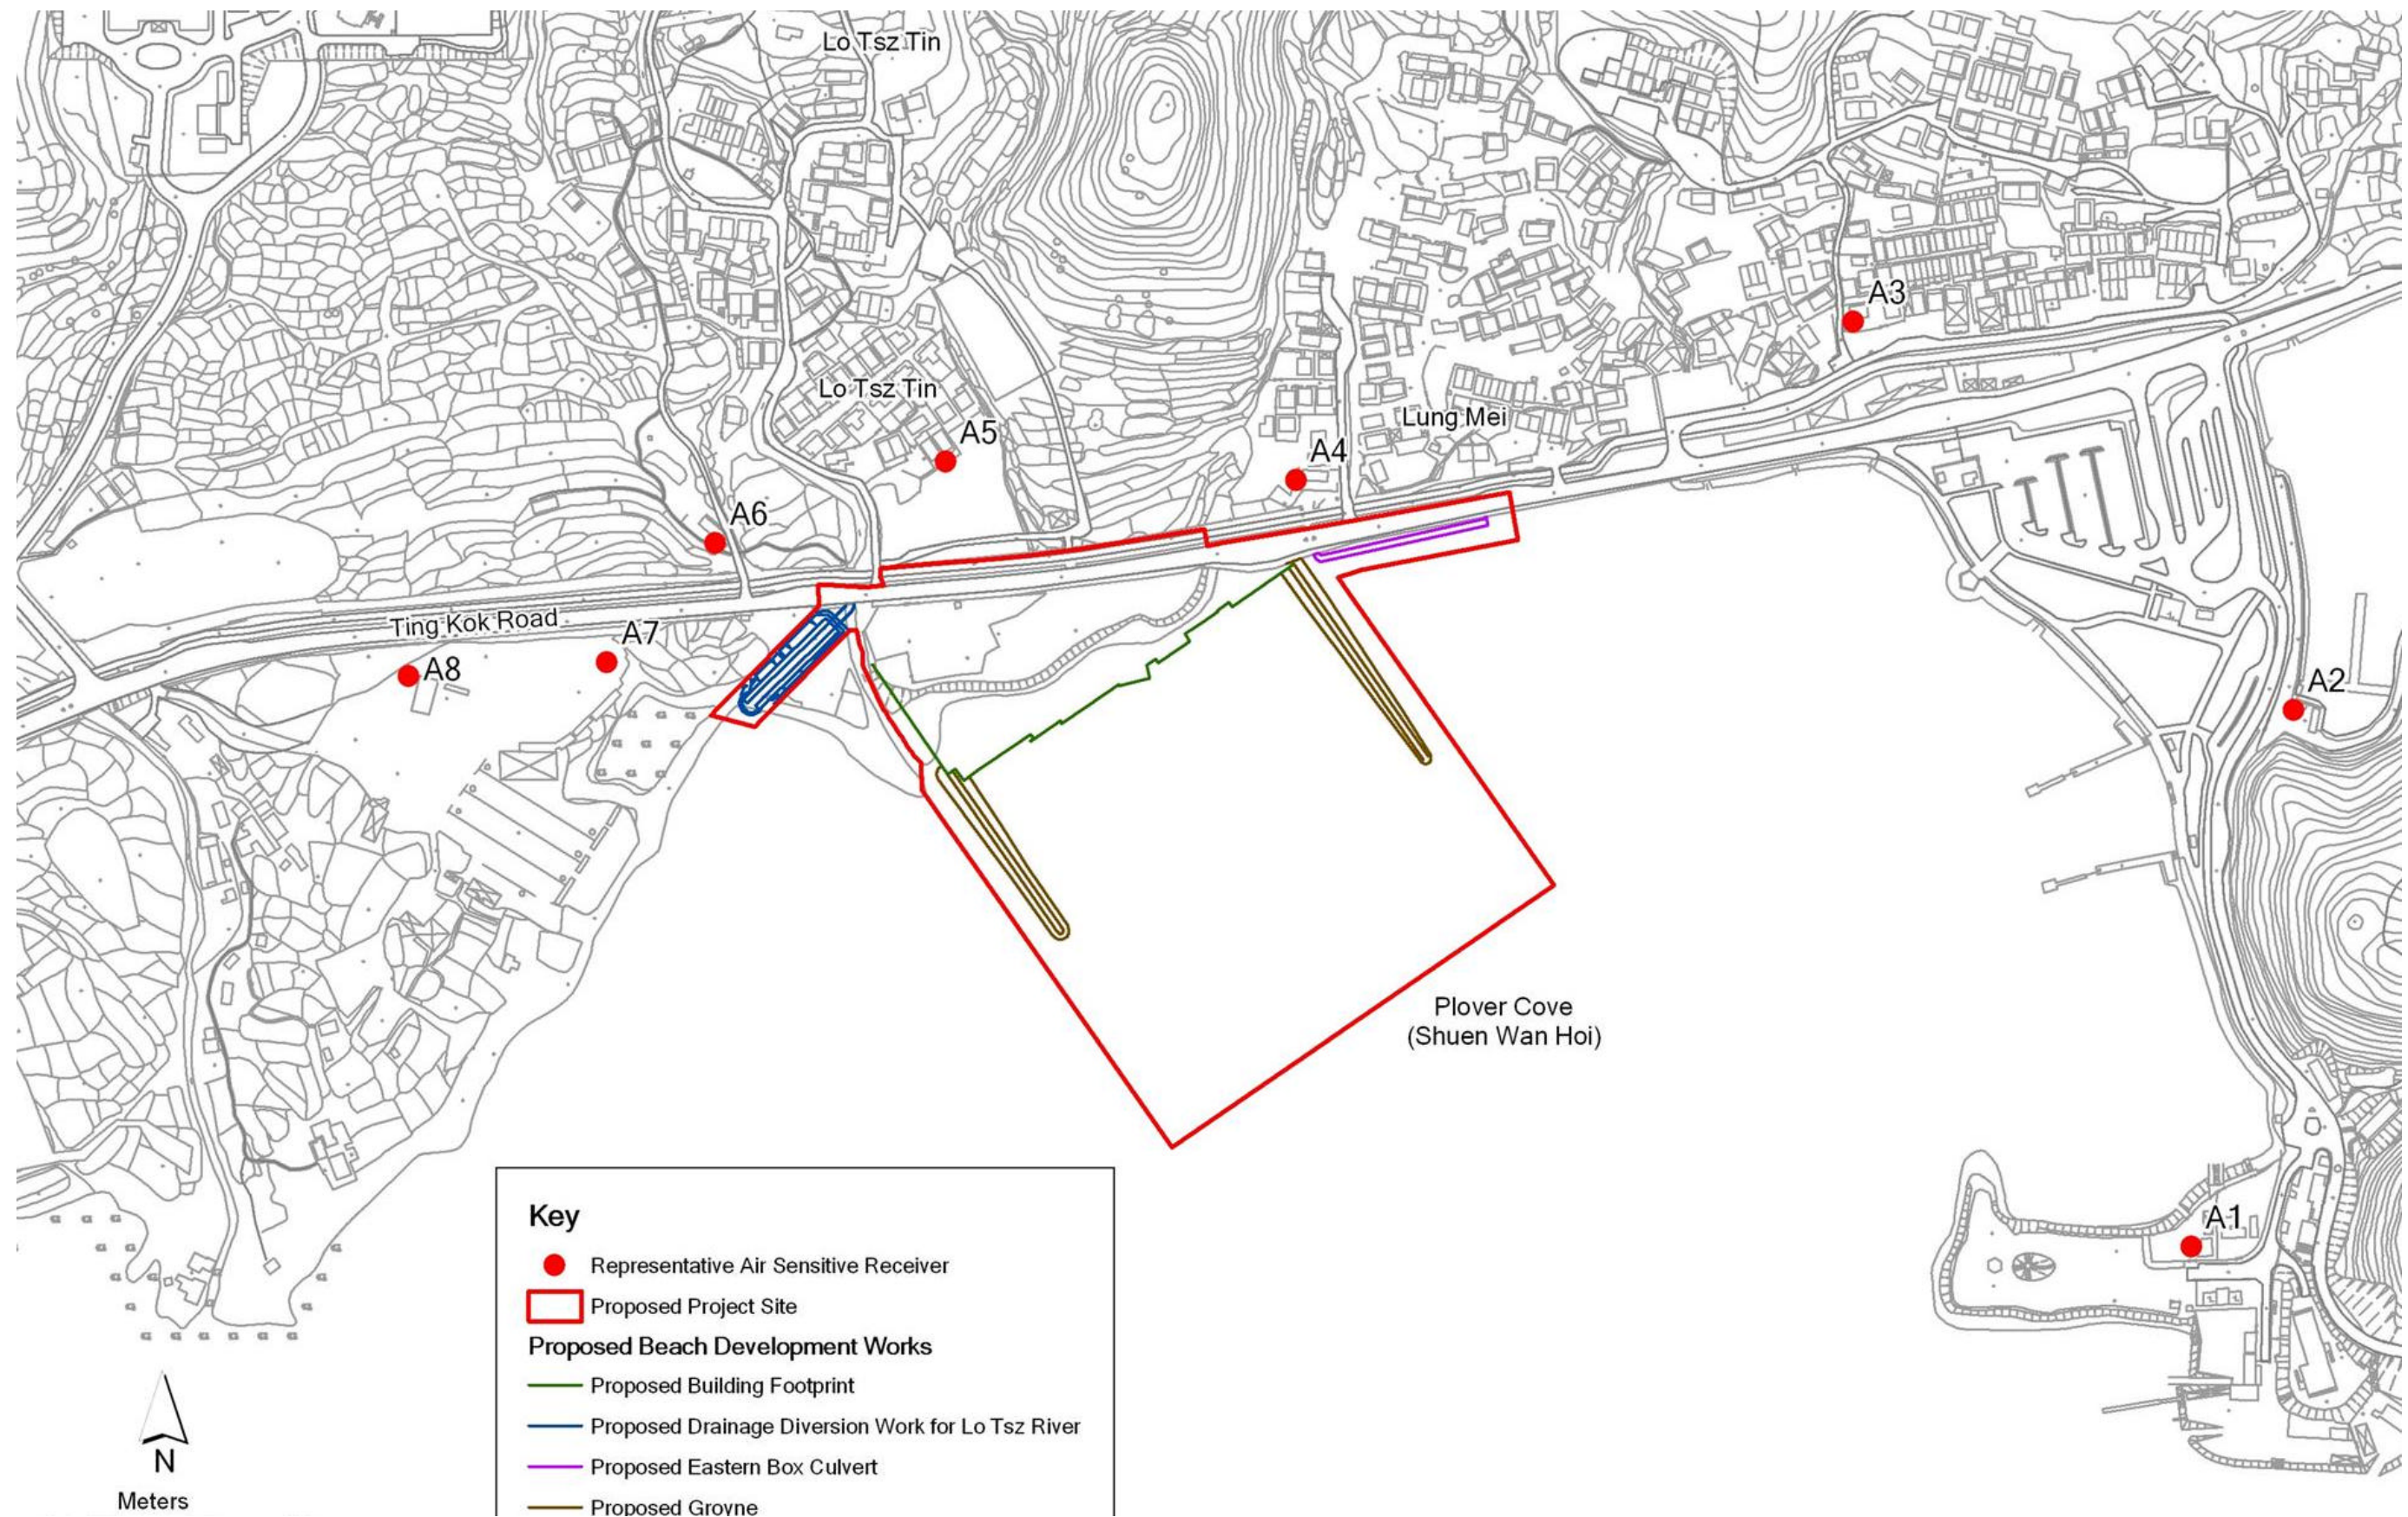 Lo Tsz Tin
A3
Lo Tsz Tin
Lung Mei
A5
A4
A6
Ting Kok Road
A7
A8
A2
Plover Cove
(Shuen Wan Hoi)
A1
Key
Representative Air Sensitive Receiver
Proposed Project Site
Proposed Beach Development Works
Proposed Building Footprint
Proposed Drainage Diversion Work for Lo Tsz River
Proposed Eastern Box Culvert
Proposed Groyne
N
Meters